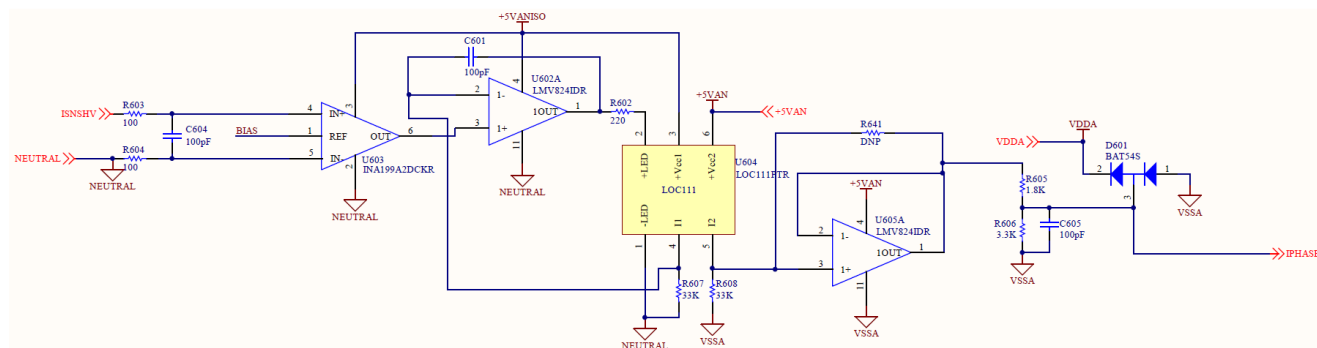 +5VANISO
C601
100pF
U602A
LMV824IDR
4
2
1-
1OUT
1
3
1+
11
NEUTRAL
R602
220
ISNSHV
R603
100
C604
100pF
BIAS
NEUTRAL
R604
100
NEUTRAL
4
IN+
3
1
REF
OUT
6
5
IN-
2
U603
INA199A2DCKR
NEUTRAL
+5VAN
+5VAN
2
3
6
+LED
+Vcc1
+Vcc2
U604
LOC111PTR
LOC111
-LED
I1
I2
1
4
5
R607
33K
R608
33K
NEUTRAL
VSSA
R641
DNP
+5VAN
4
U605A
LMV824IDR
2
1-
1OUT
1
3
1+
11
VSSA
R605
1.8K
R606
3.3K
C605
100pF
VSSA
VDDA
VDDA
D601
BAT54S
2
1
3
VSSA
IPHASE